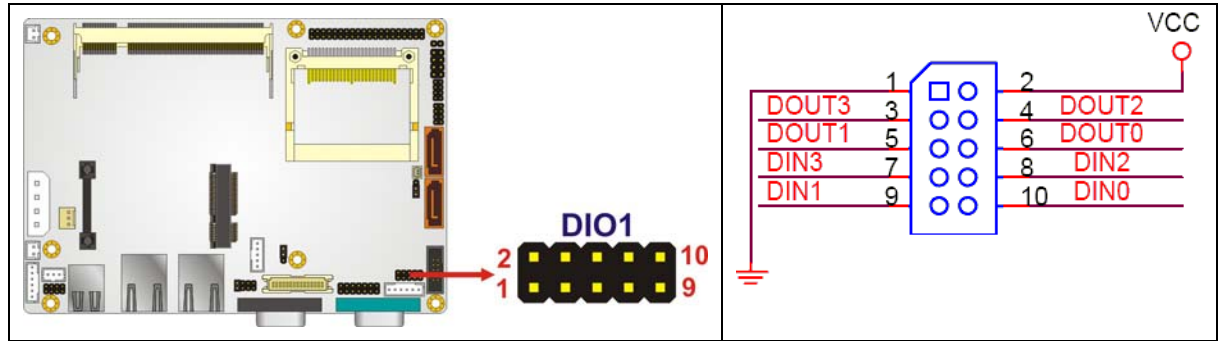 DIO1
2 10
1 9
VCC
1 2
DOUT3 3 4 DOUT2
DOUT1 5 6 DOUT0
DIN3 7 8 DIN2
DIN1 9 10 DIN0